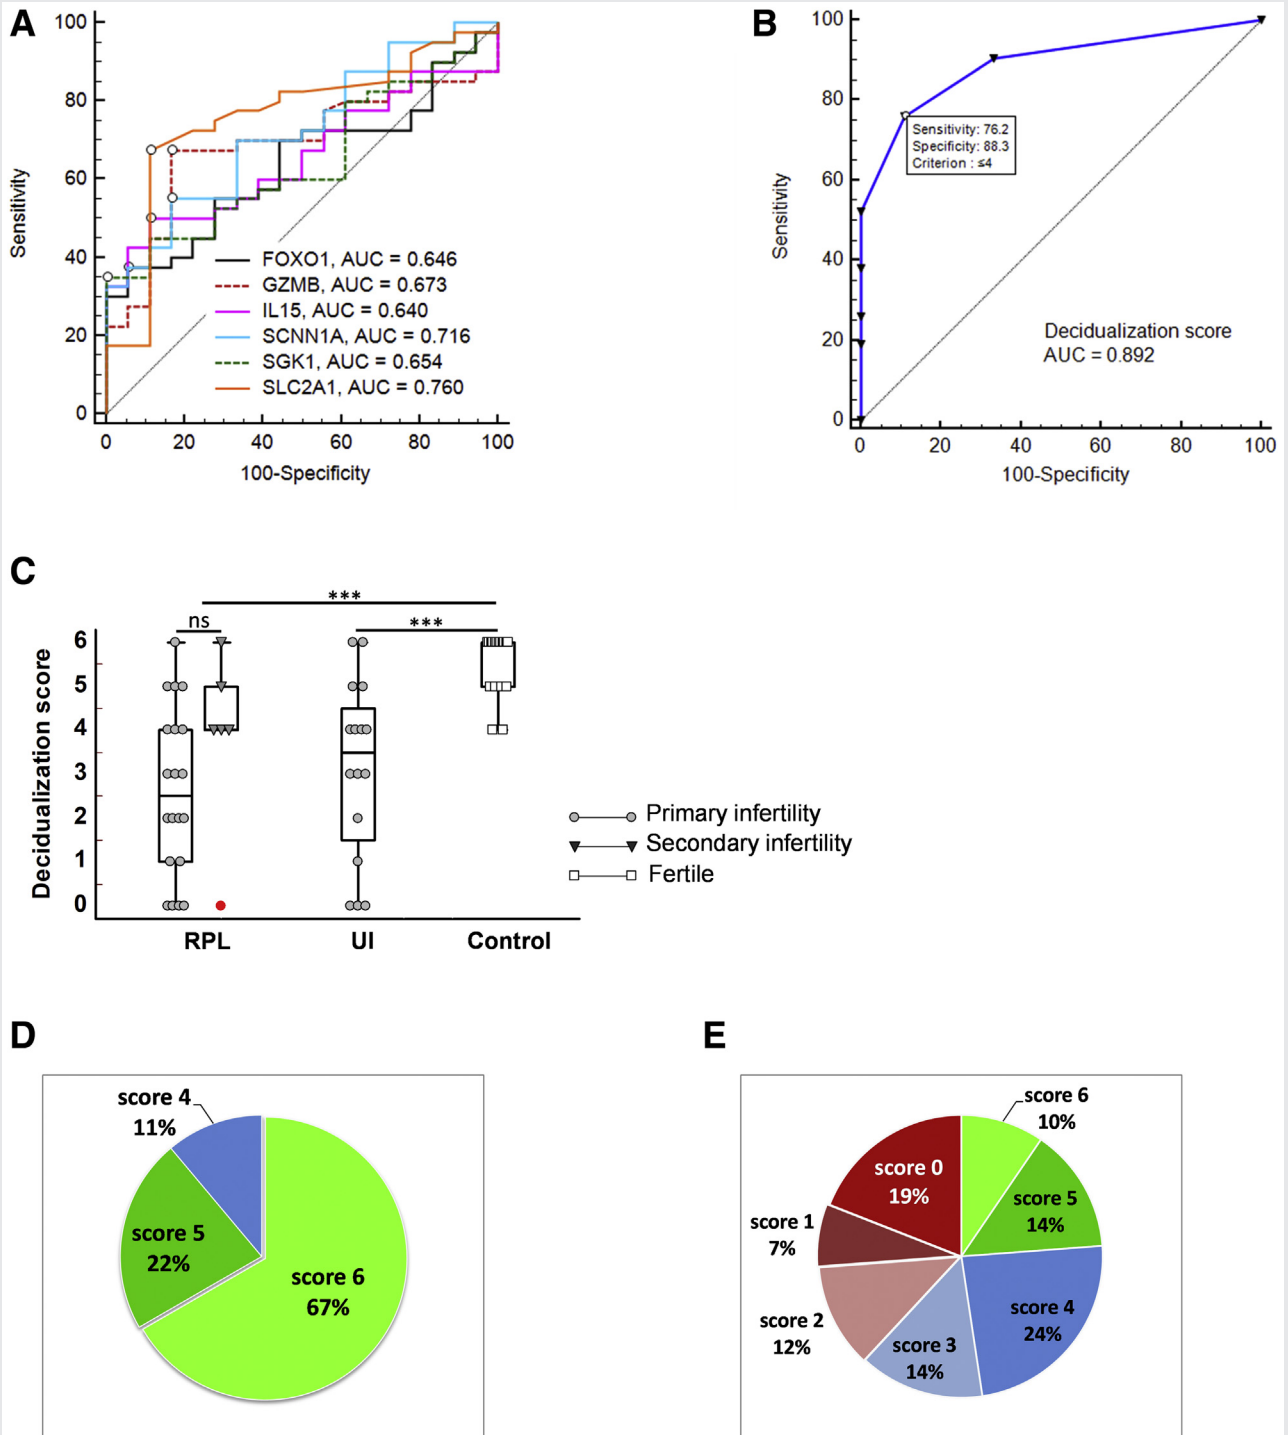 A
100
80
60
40
20
0
Sensitivity
FOXO1, AUC = 0.646
GZMB, AUC = 0.673
IL15, AUC = 0.640
SCNN1A, AUC = 0.716
SGK1, AUC = 0.654
SLC2A1, AUC = 0.760
0 20 40 60 80 100
100-Specificity
B
100
80
60
40
20
0
Sensitivity
Sensitivity: 76.2
Specificity: 88.3
Criterion : ≤4
Decidualization score
AUC = 0.892
0 20 40 60 80 100
100-Specificity
C
***
ns
***
6
5
4
3
2
1
0
Decidualization score
RPL UI Control
Primary infertility
Secondary infertility
Fertile
D
score 4
11%
score 5
22%
score 6
67%
E
score 6
10%
score 5
14%
score 4
24%
score 3
14%
score 2
12%
score 1
7%
score 0
19%